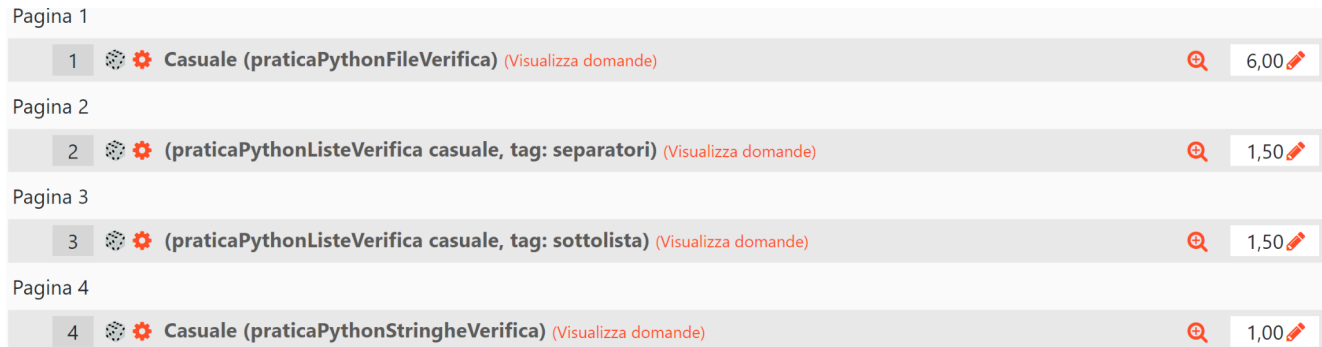 Pagina 1
1 Casuale (praticaPythonFileVerifica) (Visualizza domande) 6,00
Pagina 2
2 (praticaPythonListeVerifica casuale, tag: separatori) (Visualizza domande) 1,50
Pagina 3
3 (praticaPythonListeVerifica casuale, tag: sottolista) (Visualizza domande) 1,50
Pagina 4
4 Casuale (praticaPythonStringheVerifica) (Visualizza domande) 1,00